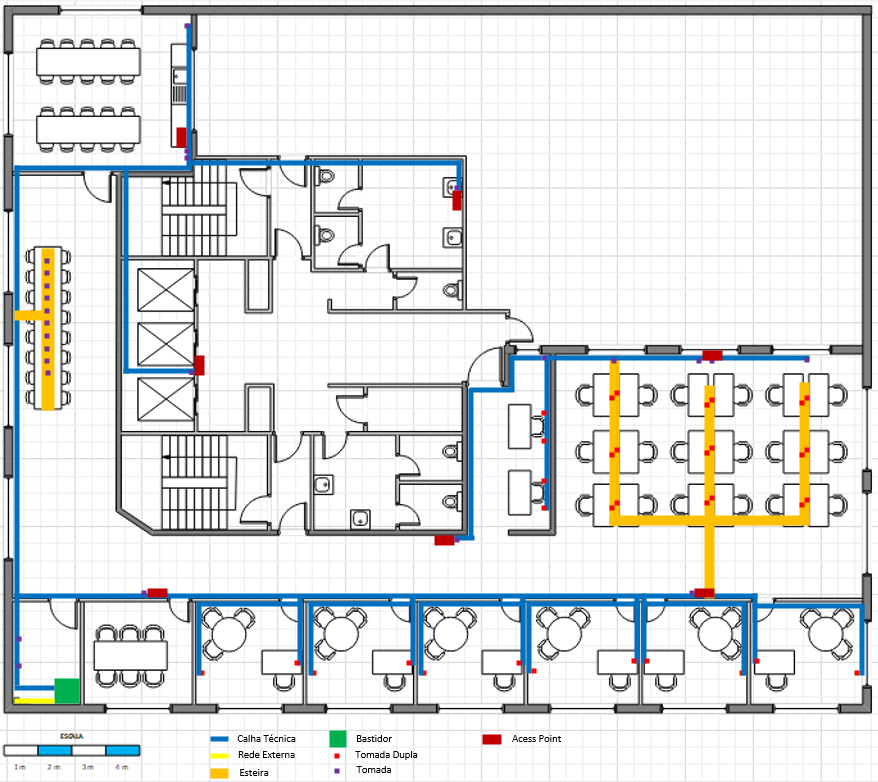 ESCALA
1 m 2 m 3 m 4 m
Calha Técnica Bastidor Acess Point
Rede Externa Tomada Dupla
Esteira Tomada